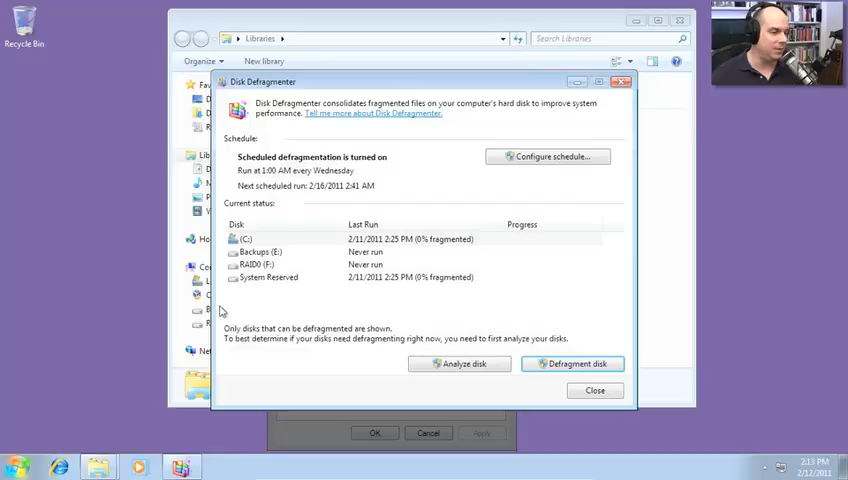 Recycle Bin
Libraries
Search Libraries
Organize
New library
Disk Defragmenter
Disk Defragmenter consolidates fragmented files on your computer's hard disk to improve system
performance. Tell me more about Disk Defragmenter.
Schedule:
Scheduled defragmentation is turned on
Configure schedule...
Run at 1:00 AM every Wednesday
Next scheduled run: 2/16/2011 2:41 AM
Current status:
Disk Last Run Progress
(C:) 2/11/2011 2:25 PM (0% fragmented)
Backups (E:) Never run
RAID0 (F:) Never run
System Reserved 2/11/2011 2:25 PM (0% fragmented)
Only disks that can be defragmented are shown.
To best determine if your disks need defragmenting right now, you need to first analyze your disks.
Analyze disk Defragment disk
Close
OK Cancel Apply
2:13 PM
2/12/2011